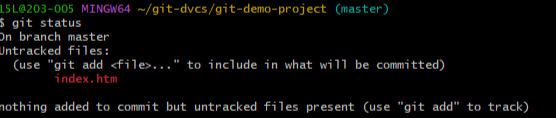 15L@203-005 MINGW64 ~/git-dvcs/git-demo-project (master)
$ git status
On branch master
Untracked files:
  (use "git add <file>..." to include in what will be committed)
        index.htm

nothing added to commit but untracked files present (use "git add" to track)